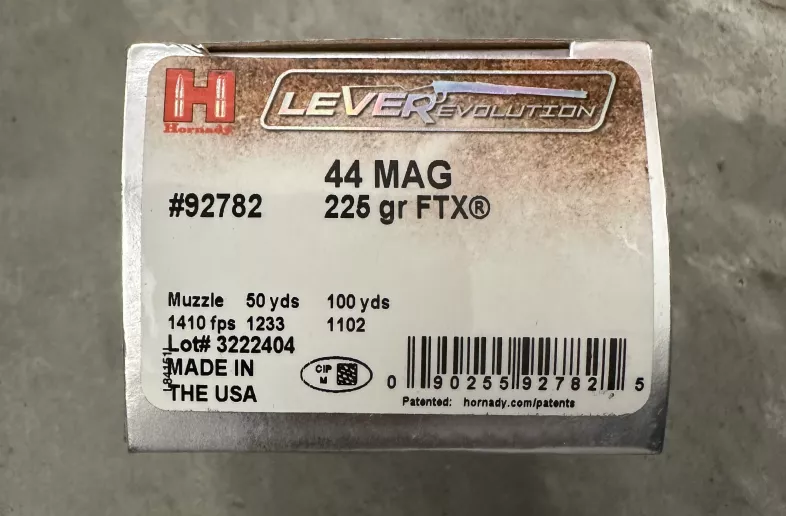 H
Hornady
LEVEREVOLUTION
44 MAG
#92782 225 gr FTX®
Muzzle 50 yds 100 yds
1410 fps 1233 1102
Lot# 3222404
MADE IN
THE USA
CIP
M
0 90255 92782 5
Patented: hornady.com/patents